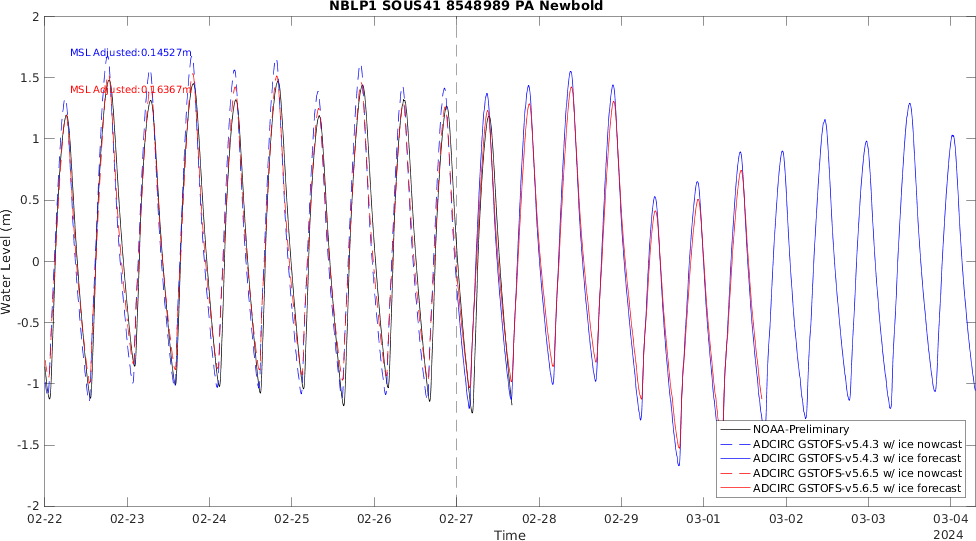 NBLP1 SOUS41 8548989 PA Newbold
2
1.5
1
0.5
0
-0.5
-1
-1.5
-2
Water Level (m)
MSL Adjusted:0.14527m
MSL Adjusted:0.16367m
NOAA-Preliminary
ADCIRC GSTOFS-v5.4.3 w/ ice nowcast
ADCIRC GSTOFS-v5.4.3 w/ ice forecast
ADCIRC GSTOFS-v5.6.5 w/ ice nowcast
ADCIRC GSTOFS-v5.6.5 w/ ice forecast
02-22 02-23 02-24 02-25 02-26 02-27 02-28 02-29 03-01 03-02 03-03 03-04
Time
2024